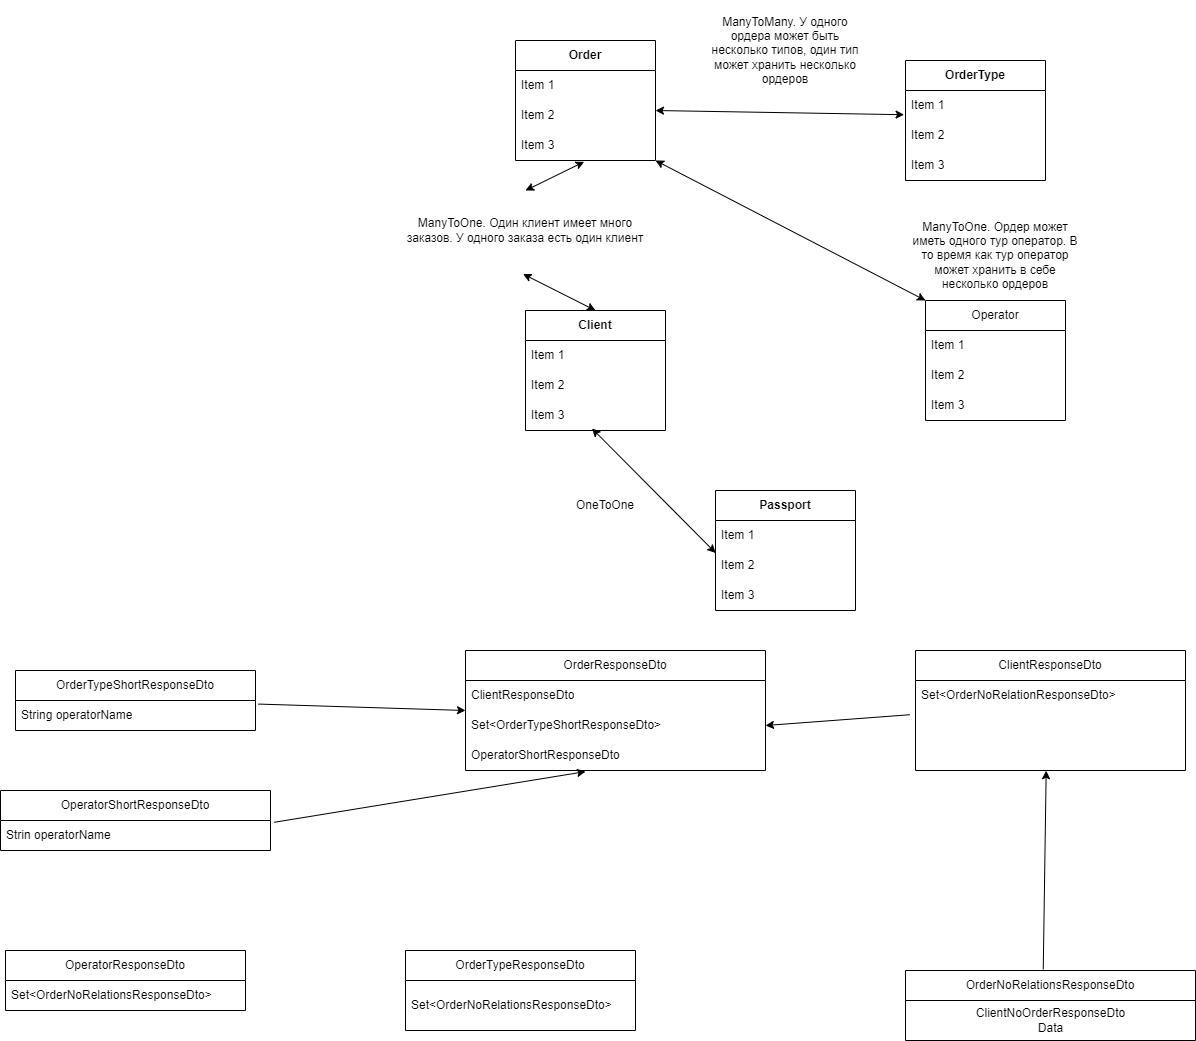 ManyToMany. У одного
ордера может быть
несколько типов, один тип
может хранить несколько
ордеров
Order
Item 1
Item 2
Item 3
OrderType
Item 1
Item 2
Item 3
ManyToOne. Один клиент имеет много
заказов. У одного заказа есть один клиент
ManyToOne. Ордер может
иметь одного тур оператор. В
то время как тур оператор
может хранить в себе
несколько ордеров
Client
Item 1
Item 2
Item 3
Operator
Item 1
Item 2
Item 3
OneToOne
Passport
Item 1
Item 2
Item 3
OrderTypeShortResponseDto
String operatorName
OrderResponseDto
ClientResponseDto
Set<OrderTypeShortResponseDto>
OperatorShortResponseDto
ClientResponseDto
Set<OrderNoRelationResponseDto>
OperatorShortResponseDto
Strin operatorName
OperatorResponseDto
Set<OrderNoRelationsResponseDto>
OrderTypeResponseDto
Set<OrderNoRelationsResponseDto>
OrderNoRelationsResponseDto
ClientNoOrderResponseDto
Data